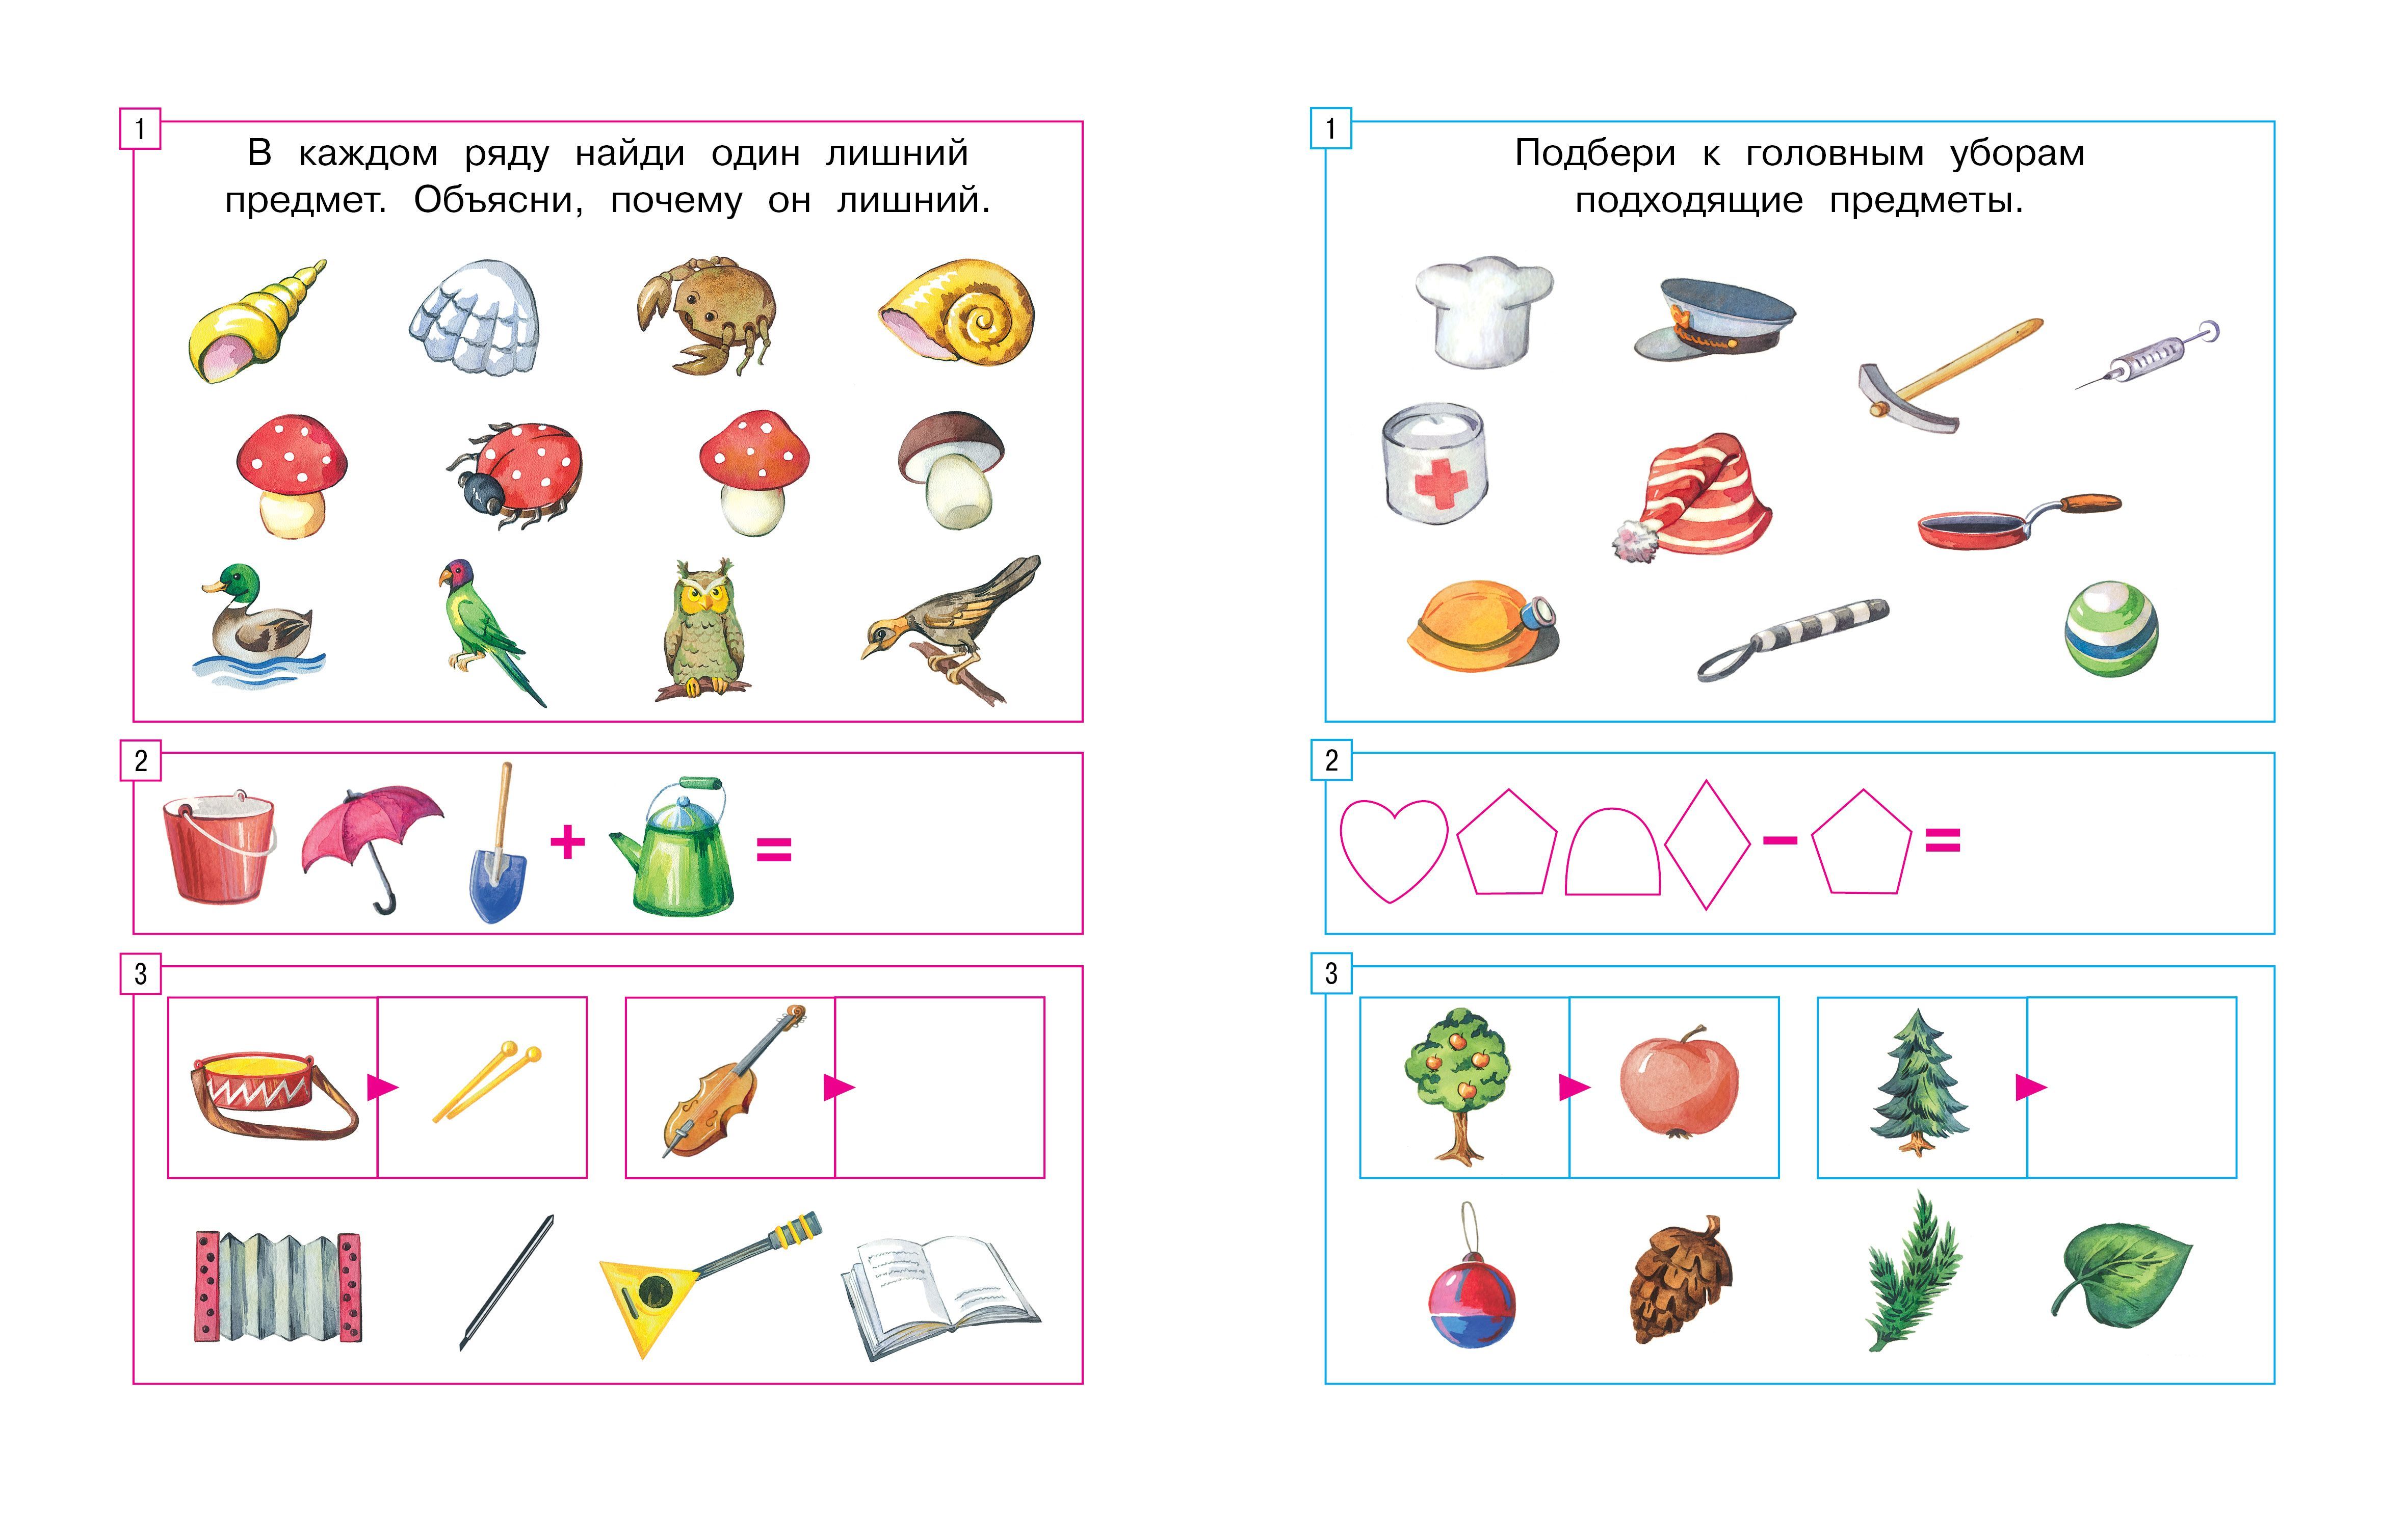 1
В каждом ряду найди один лишний
предмет. Объясни, почему он лишний.
2
+ =
3
1
Подбери к головным уборам
подходящие предметы.
2
– =
3